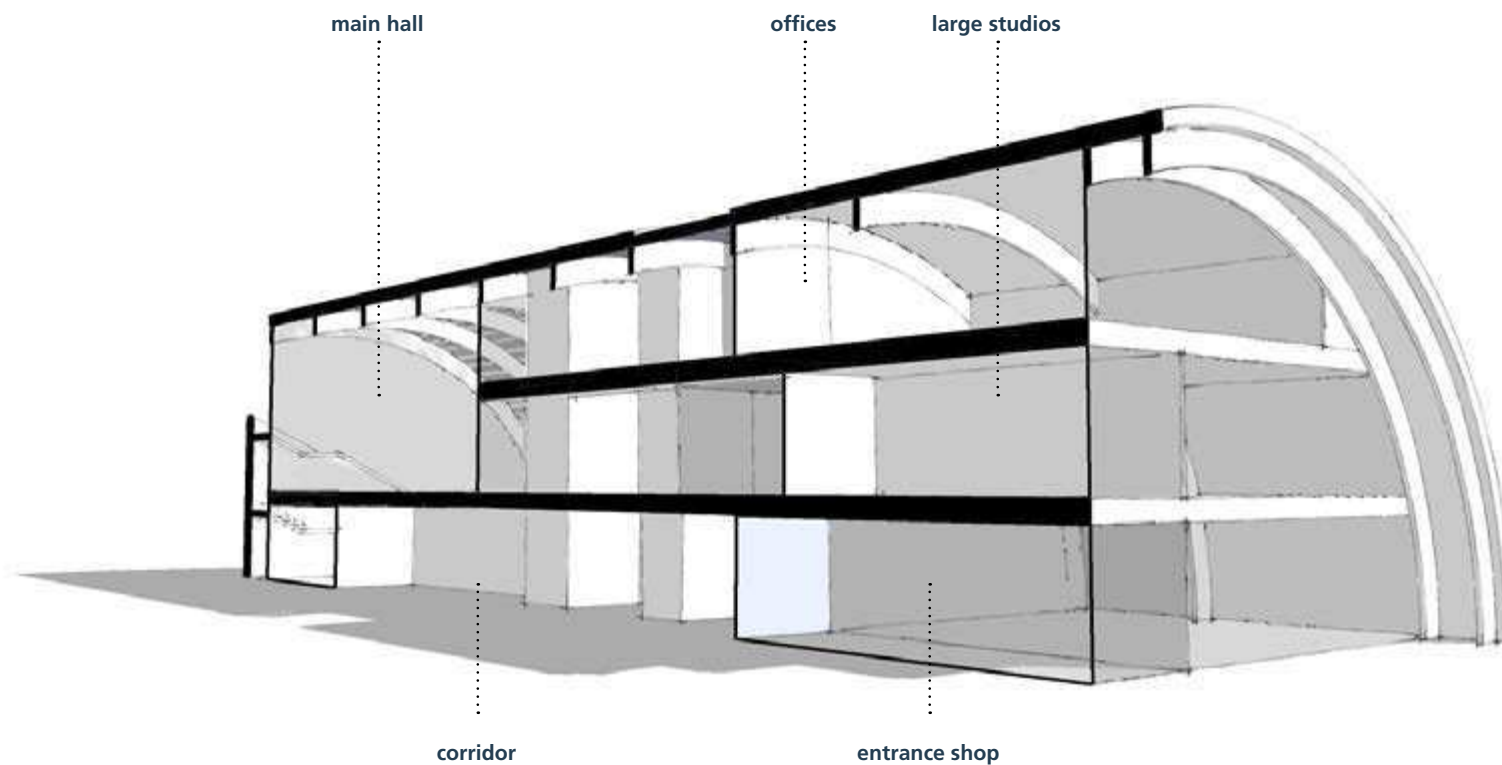 main hall
offices
large studios
corridor
entrance shop